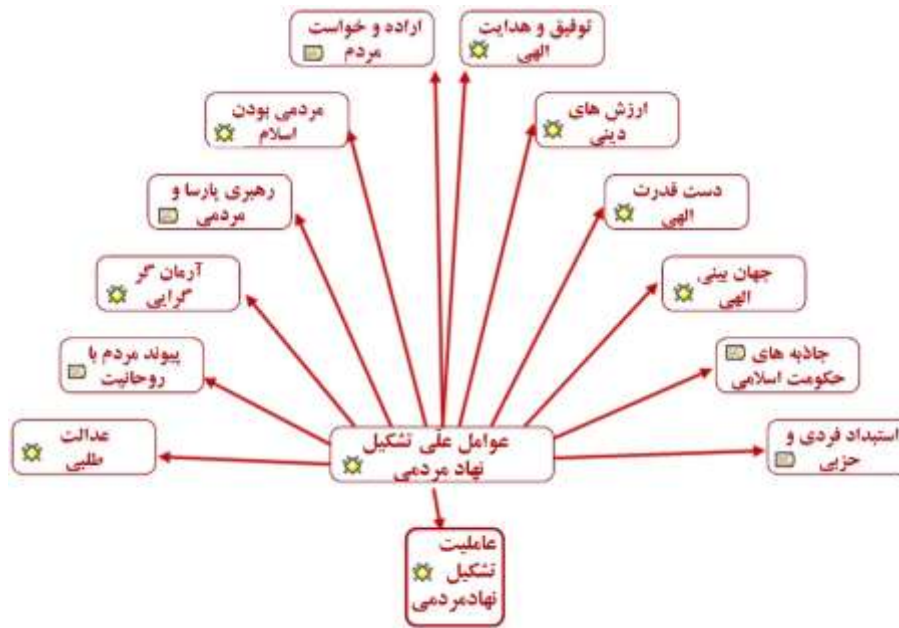 توفیق و هدایت
الهی
اراده و خواست
مردم
ارزش های
دینی
مردمی بودن
اسلام
دست قدرت
الهی
رهبری پارسا و
مردمی
جهان بینی
الهی
آرمان گر
گرایی
جاذبه های
حکومت اسلامی
پیوند مردم با
روحانیت
استبداد فردی و
حزبی
عدالت
طلبی
عوامل علّی تشکیل
نهاد مردمی
عاملیت
تشکیل
نهادمردمی